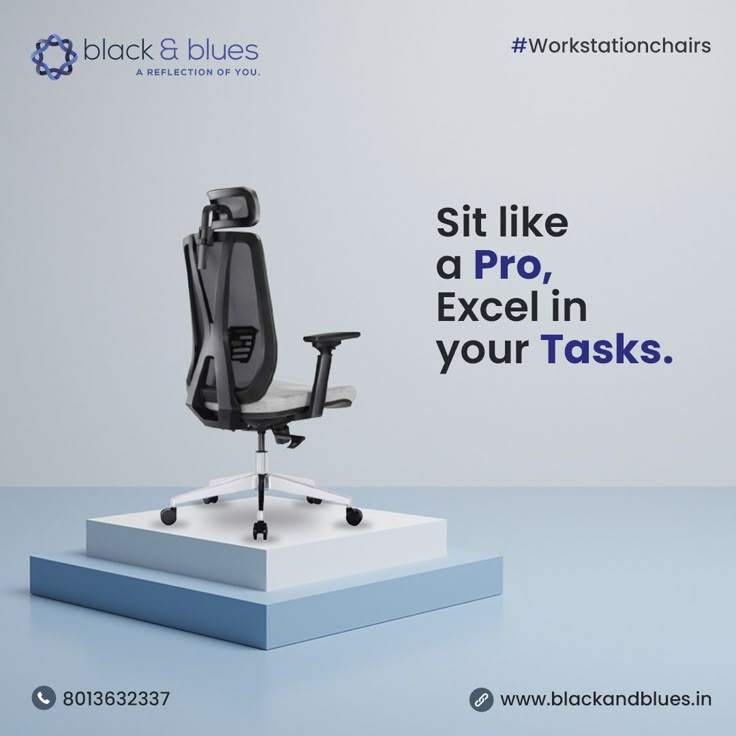 black & blues
A REFLECTION OF YOU.
#Workstationchairs
Sit like
a Pro,
Excel in
your Tasks.
8013632337
www.blackandblues.in